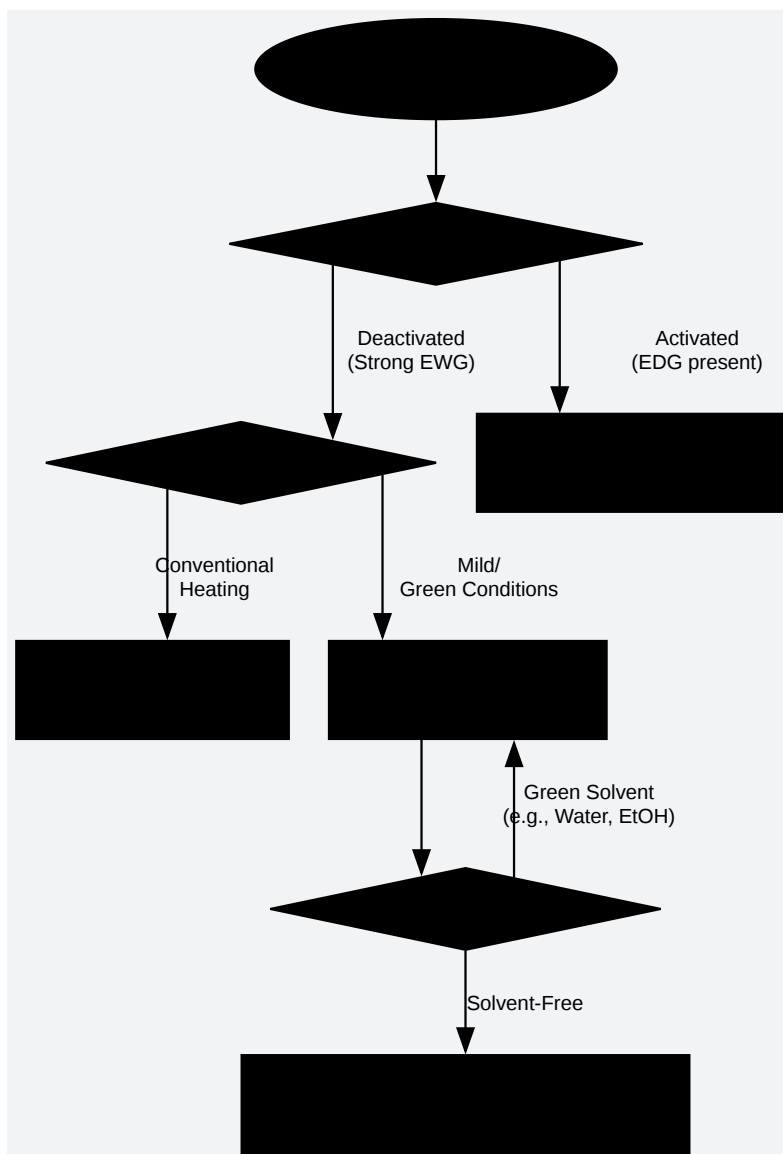 Deactivated
(Strong EWG)
Activated
(EDG present)
Conventional
Heating
Mild/
Green Conditions
Green Solvent
(e.g., Water, EtOH)
Solvent-Free